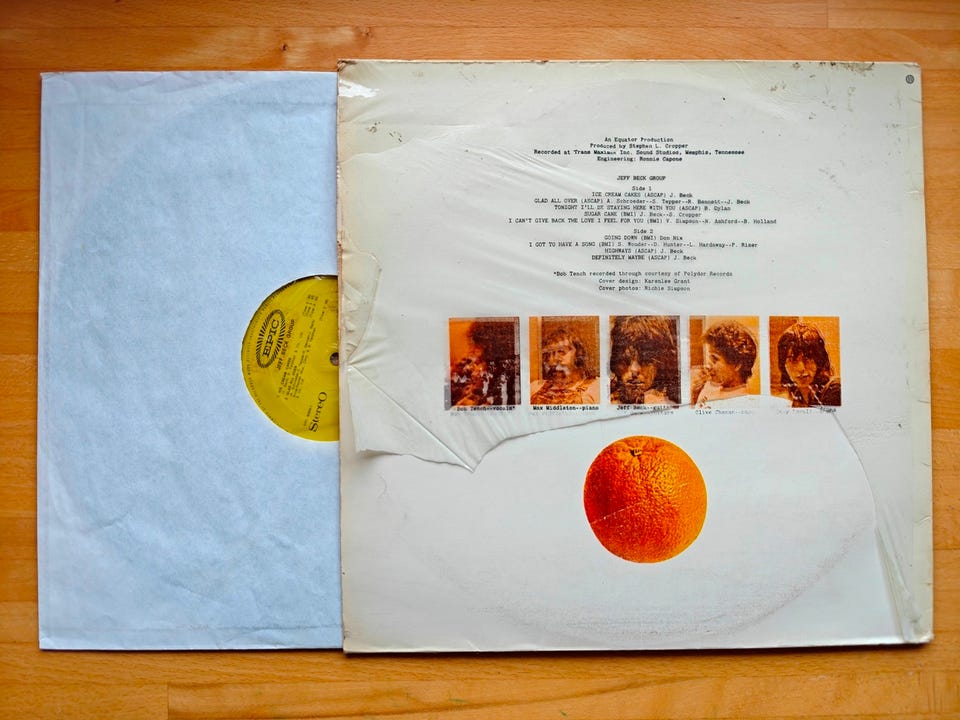 An Equator Production
Produced by Stephen L. Cropper
Recorded at Trans Maximus Inc. Sound Studios, Memphis, Tennessee
Engineering: Ronnie Capone
JEFF BECK GROUP
Side 1
ICE CREAM CAKES (ASCAP) J. Beck
GLAD ALL OVER (ASCAP) A. Schroeder--S. Tepper--R. Bennett--J. Beck
TONIGHT I'LL BE STAYING HERE WITH YOU (ASCAP) B. Dylan
SUGAR CANE (BMI) J. Beck--S. Cropper
I CAN'T GIVE BACK THE LOVE I FEEL FOR YOU (BMI) V. Simpson--N. Ashford--B. Holland
Side 2
GOING DOWN (BMI) Don Nix
I GOT TO HAVE A SONG (BMI) S. Wonder--D. Hunter--L. Hardaway--P. Riser
HIGHWAYS (ASCAP) J. Beck
DEFINITELY MAYBE (ASCAP) J. Beck
*Bob Tench recorded through courtesy of Polydor Records
Cover design: Karenlee Grant
Cover photos: Richie Simpson
Bob Tench--vocals*
Max Middleton--piano
Jeff Beck--guitar
Clive Chaman--
EPIC
JEFF BECK GROUP
Stereo